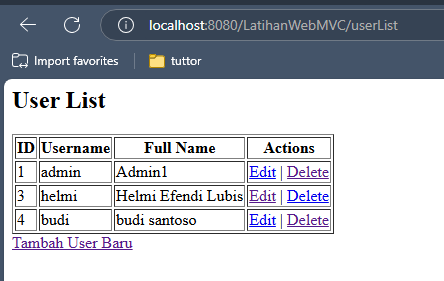 localhost:8080/LatihanWebMVC/userList
Import favorites tuttor
User List
ID Username Full Name Actions
1 admin Admin1 Edit | Delete
3 helmi Helmi Efendi Lubis Edit | Delete
4 budi budi santoso Edit | Delete
Tambah User Baru